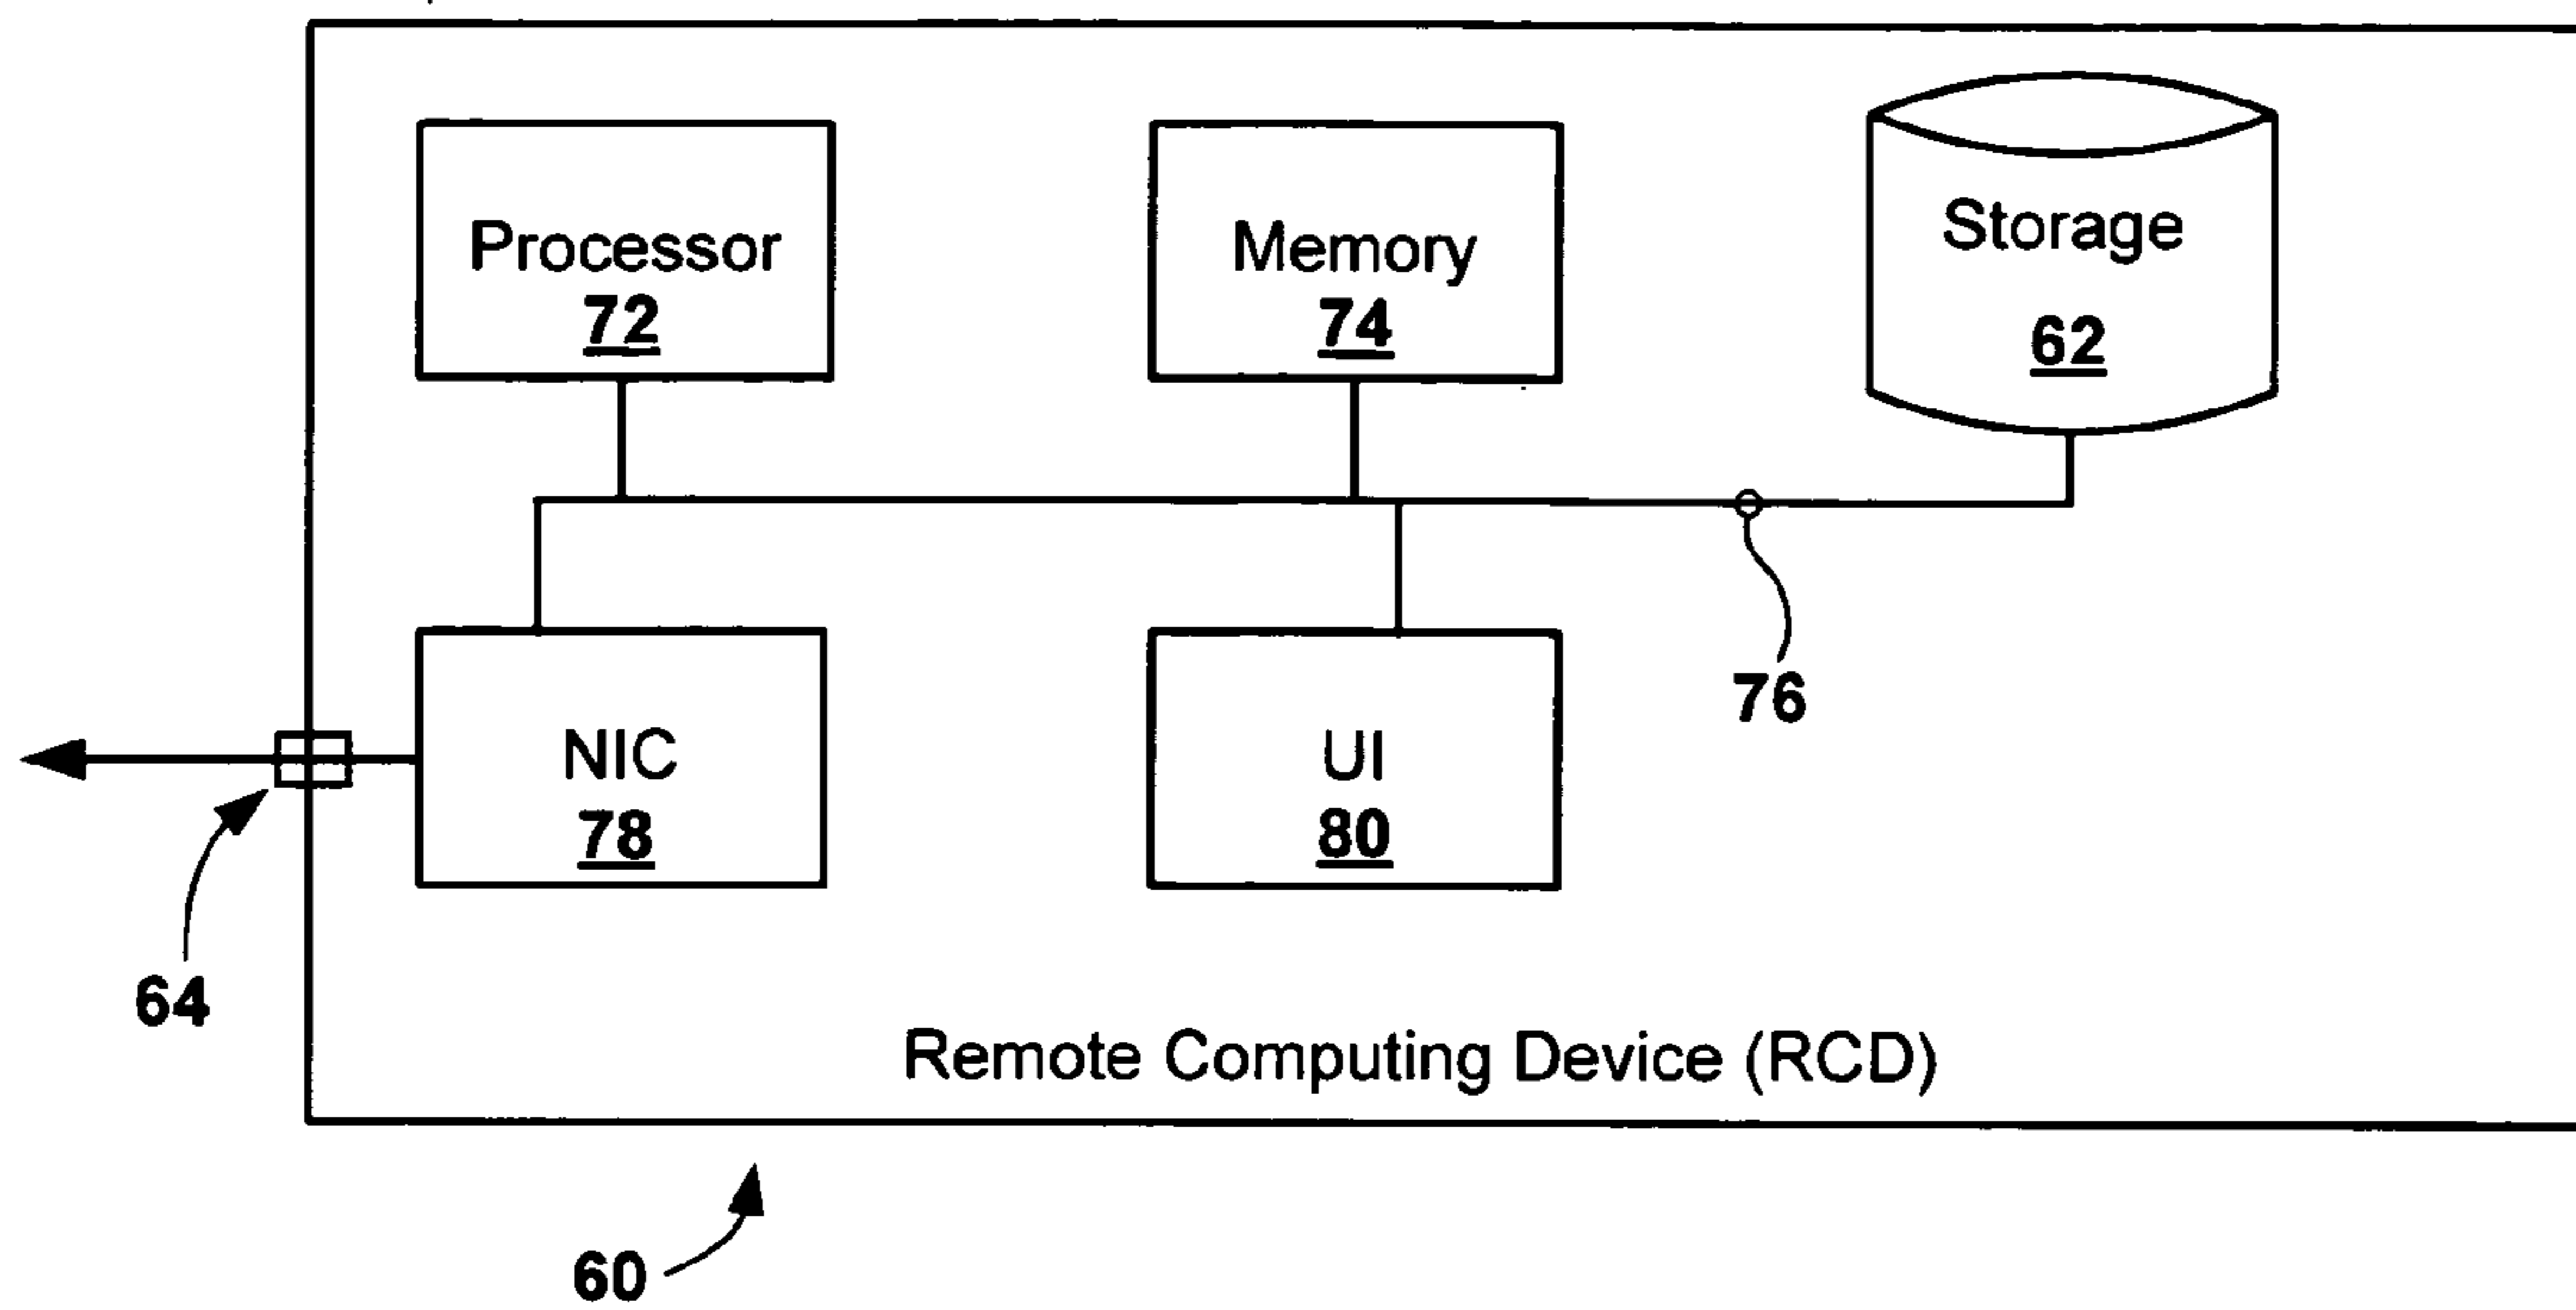 Processor
72
Memory
74
Storage
62
76
NIC
78
UI
80
64
Remote Computing Device (RCD)
60